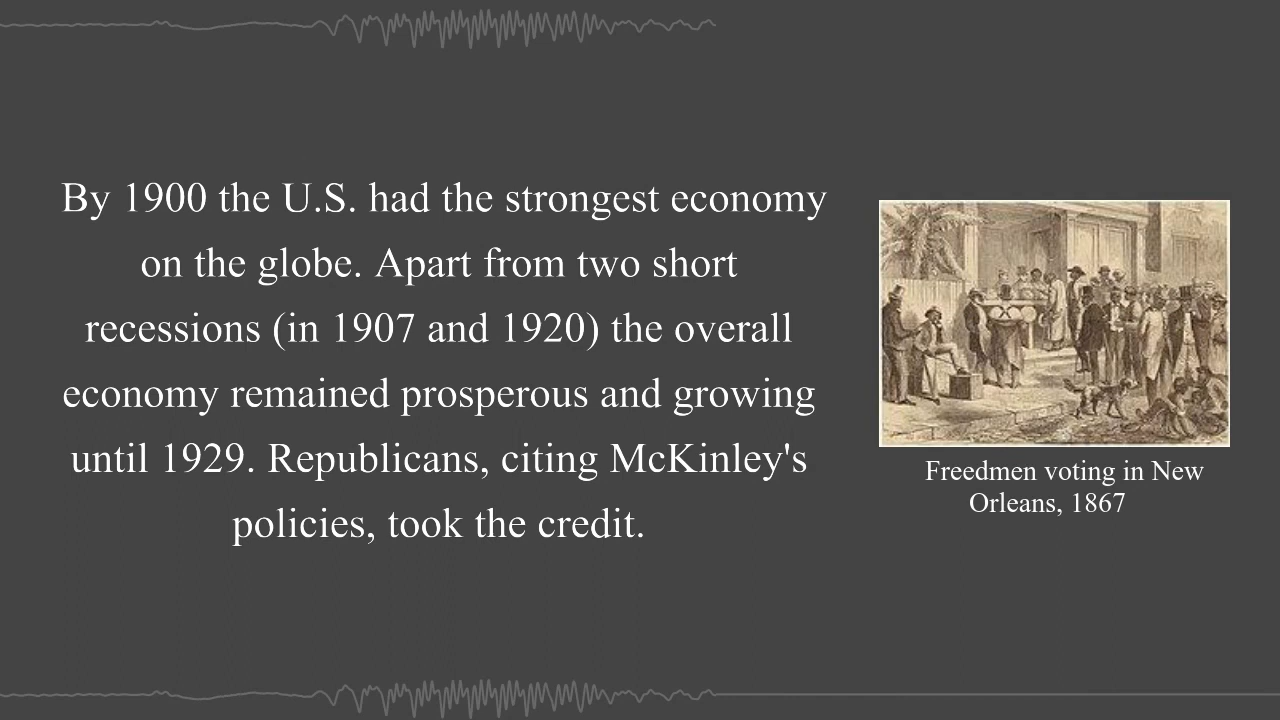 By 1900 the U.S. had the strongest economy
on the globe. Apart from two short
recessions (in 1907 and 1920) the overall
economy remained prosperous and growing
until 1929. Republicans, citing McKinley's
policies, took the credit.
Freedmen voting in New
Orleans, 1867